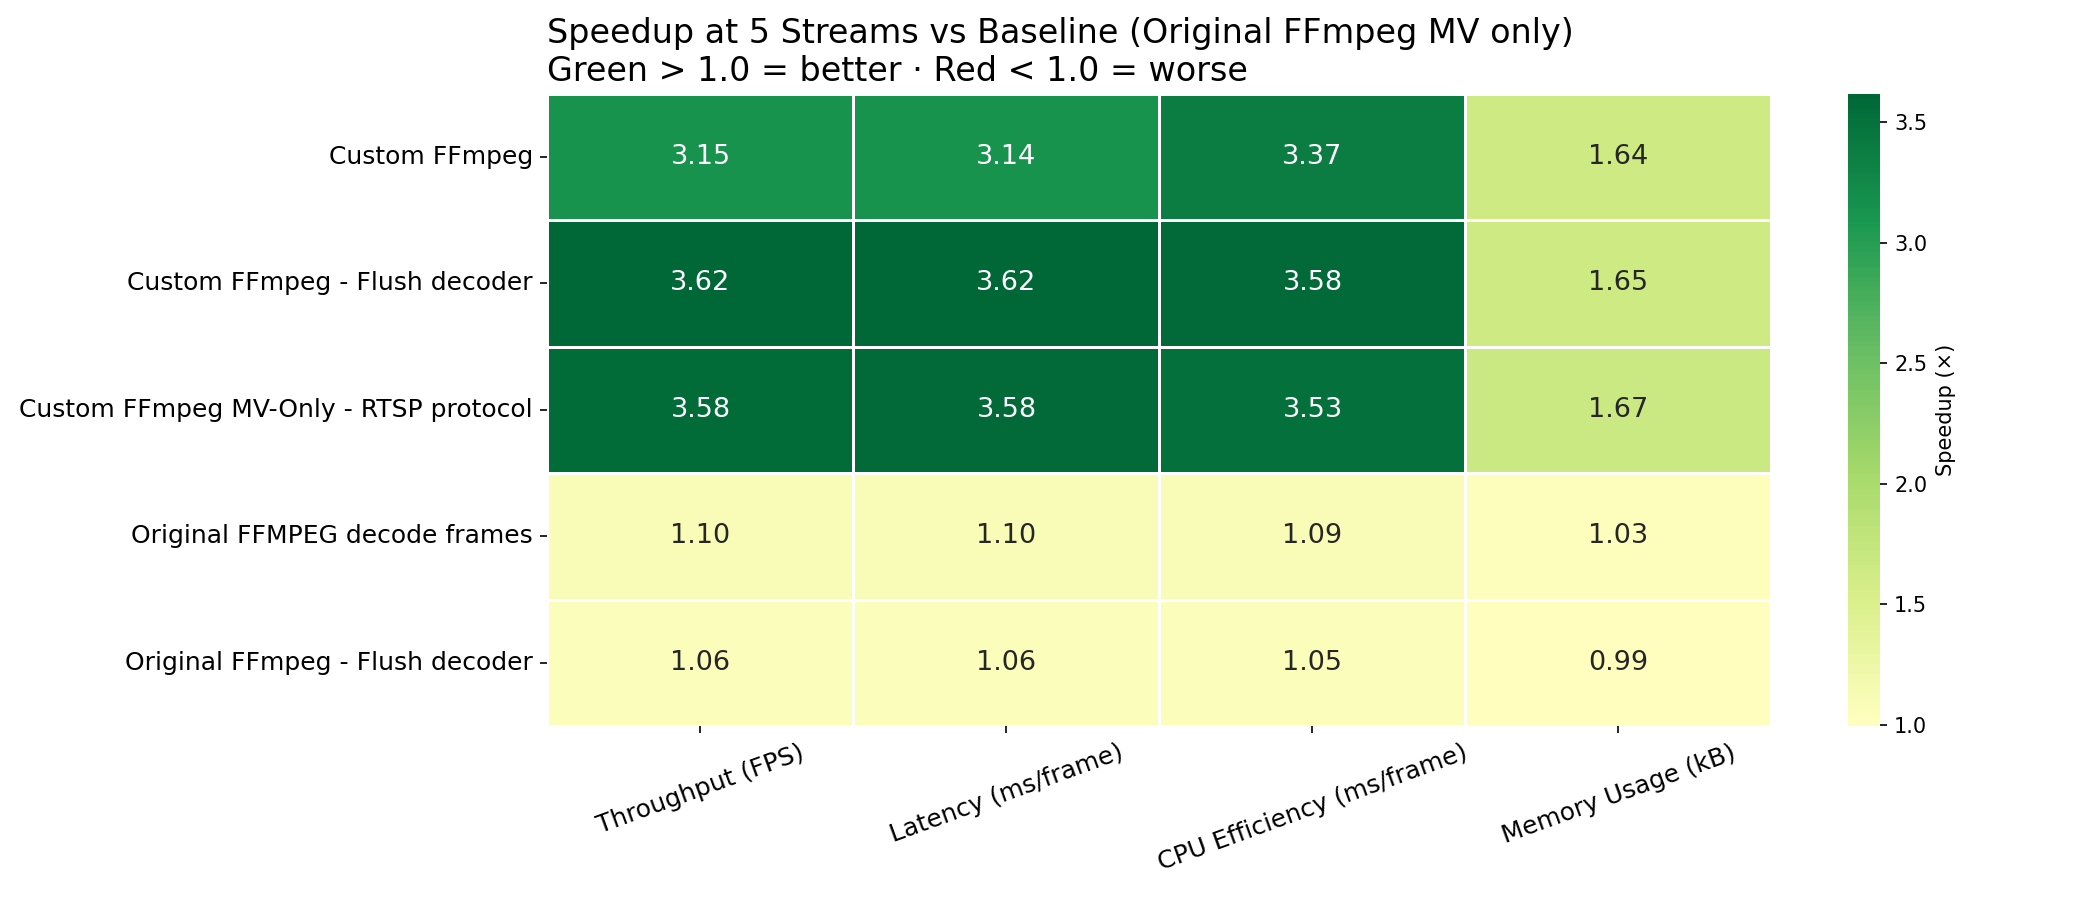 Speedup at 5 Streams vs Baseline (Original FFmpeg MV only)
Green > 1.0 = better · Red < 1.0 = worse
Custom FFmpeg 3.15 3.14 3.37 1.64
Custom FFmpeg - Flush decoder 3.62 3.62 3.58 1.65
Custom FFmpeg MV-Only - RTSP protocol 3.58 3.58 3.53 1.67
Original FFMPEG decode frames 1.10 1.10 1.09 1.03
Original FFmpeg - Flush decoder 1.06 1.06 1.05 0.99
Throughput (FPS)
Latency (ms/frame)
CPU Efficiency (ms/frame)
Memory Usage (kB)
3.5
3.0
2.5
2.0
1.5
1.0
Speedup (×)